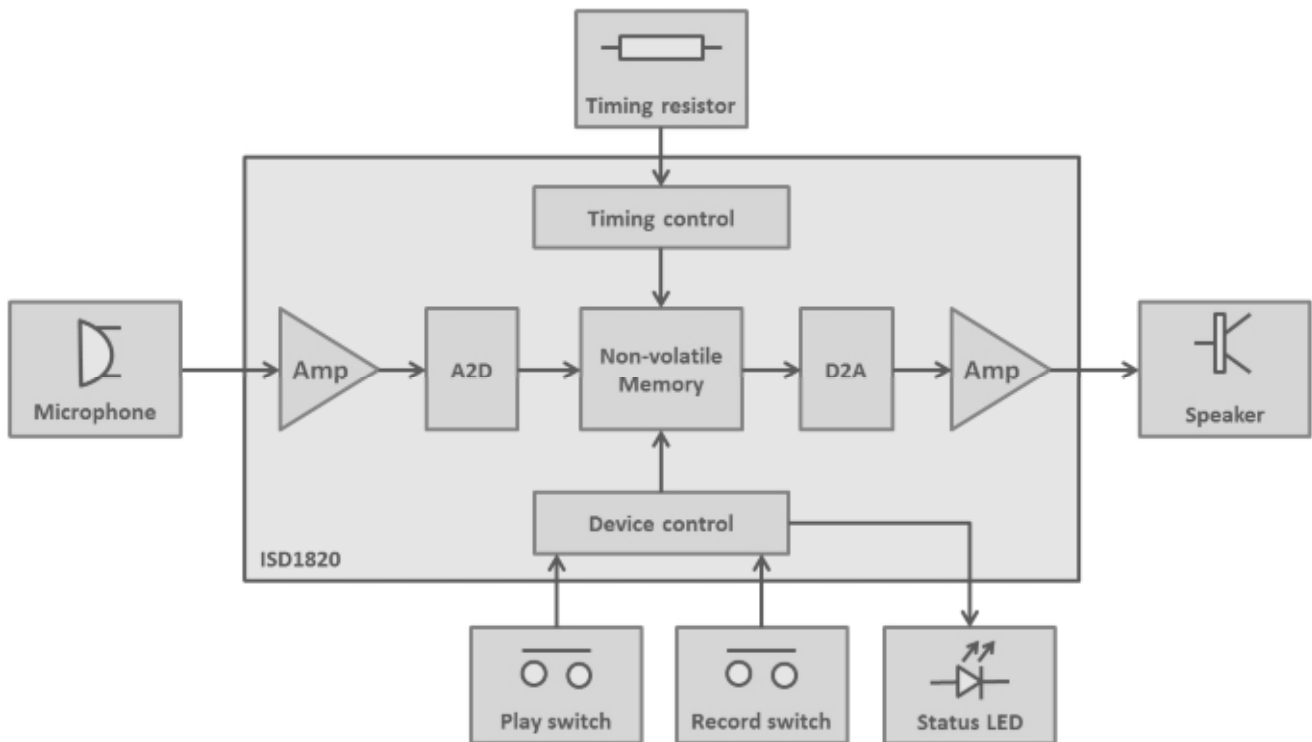 Timing resistor
Timing control
Microphone
Amp
A2D
Non-volatile
Memory
D2A
Amp
Speaker
Device control
ISD1820
Play switch
Record switch
Status LED